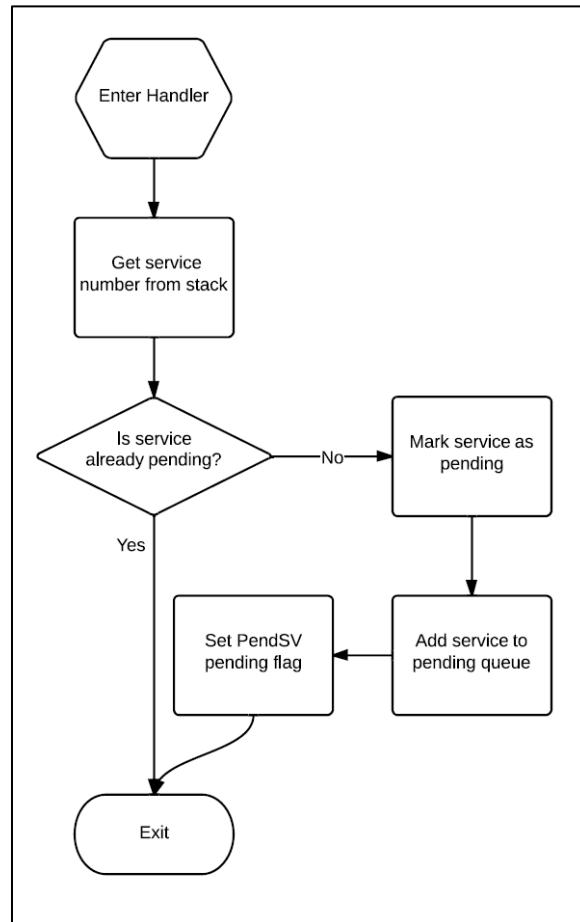 Enter Handler
Get service
number from stack
Is service
already pending?
No
Mark service as
pending
Yes
Set PendSV
pending flag
Add service to
pending queue
Exit